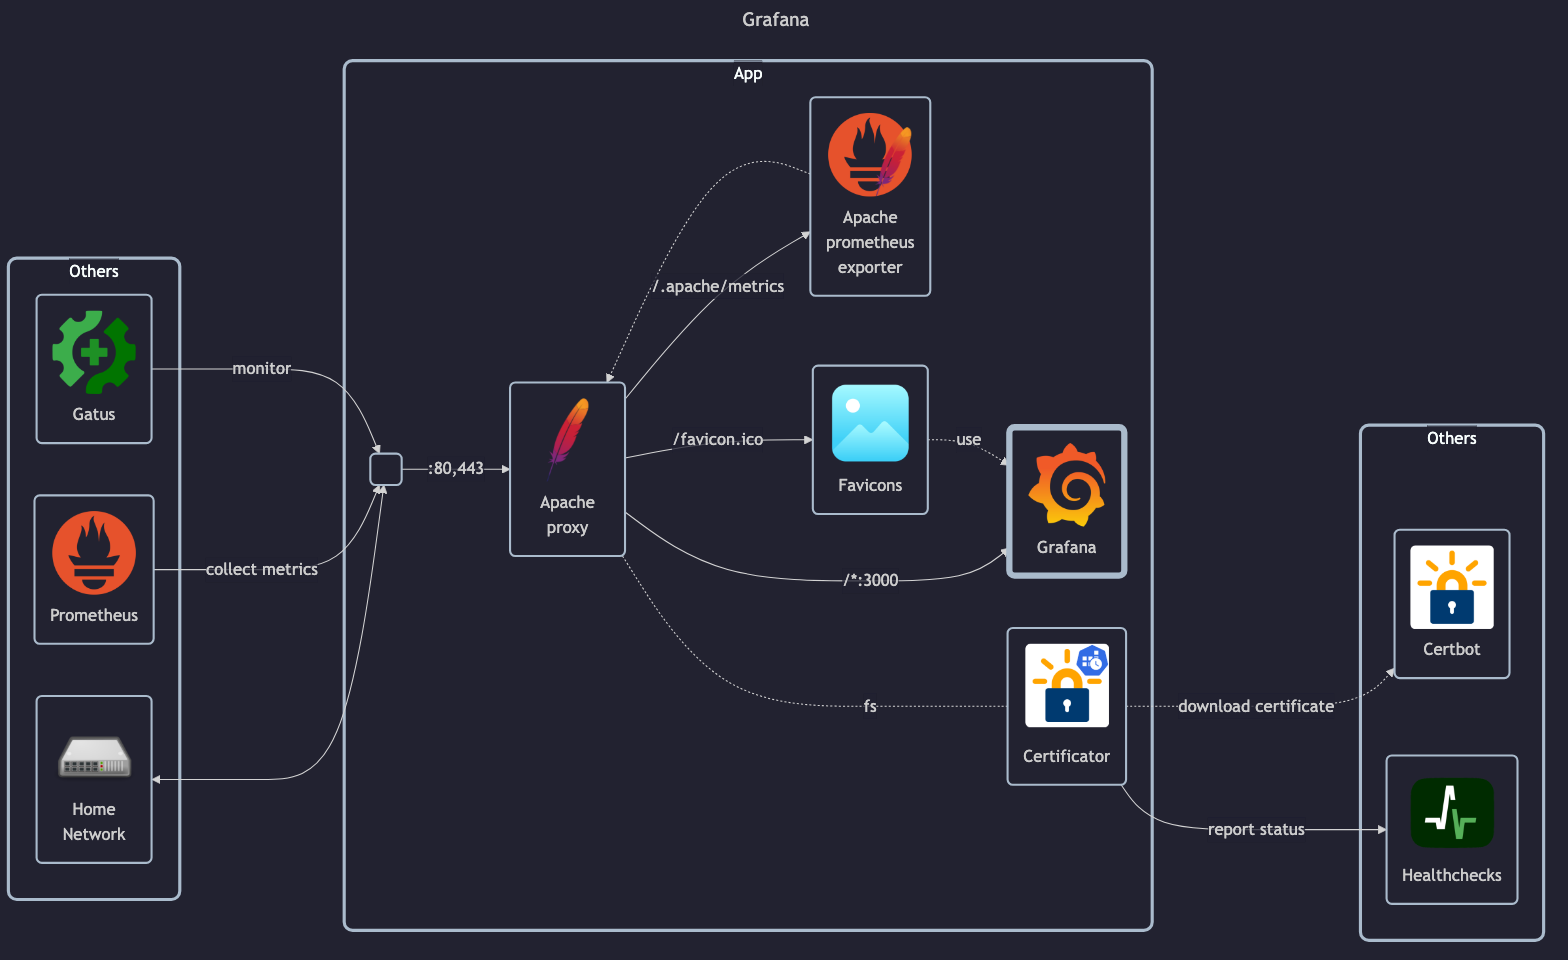 Grafana
App
Others
Gatus
Prometheus
Home
Network
monitor
collect metrics
:80,443
Apache
proxy
/.apache/metrics
/favicon.ico
/*:3000
fs
Apache
prometheus
exporter
Favicons
use
Grafana
Certificator
download certificate
report status
Others
Certbot
Healthchecks